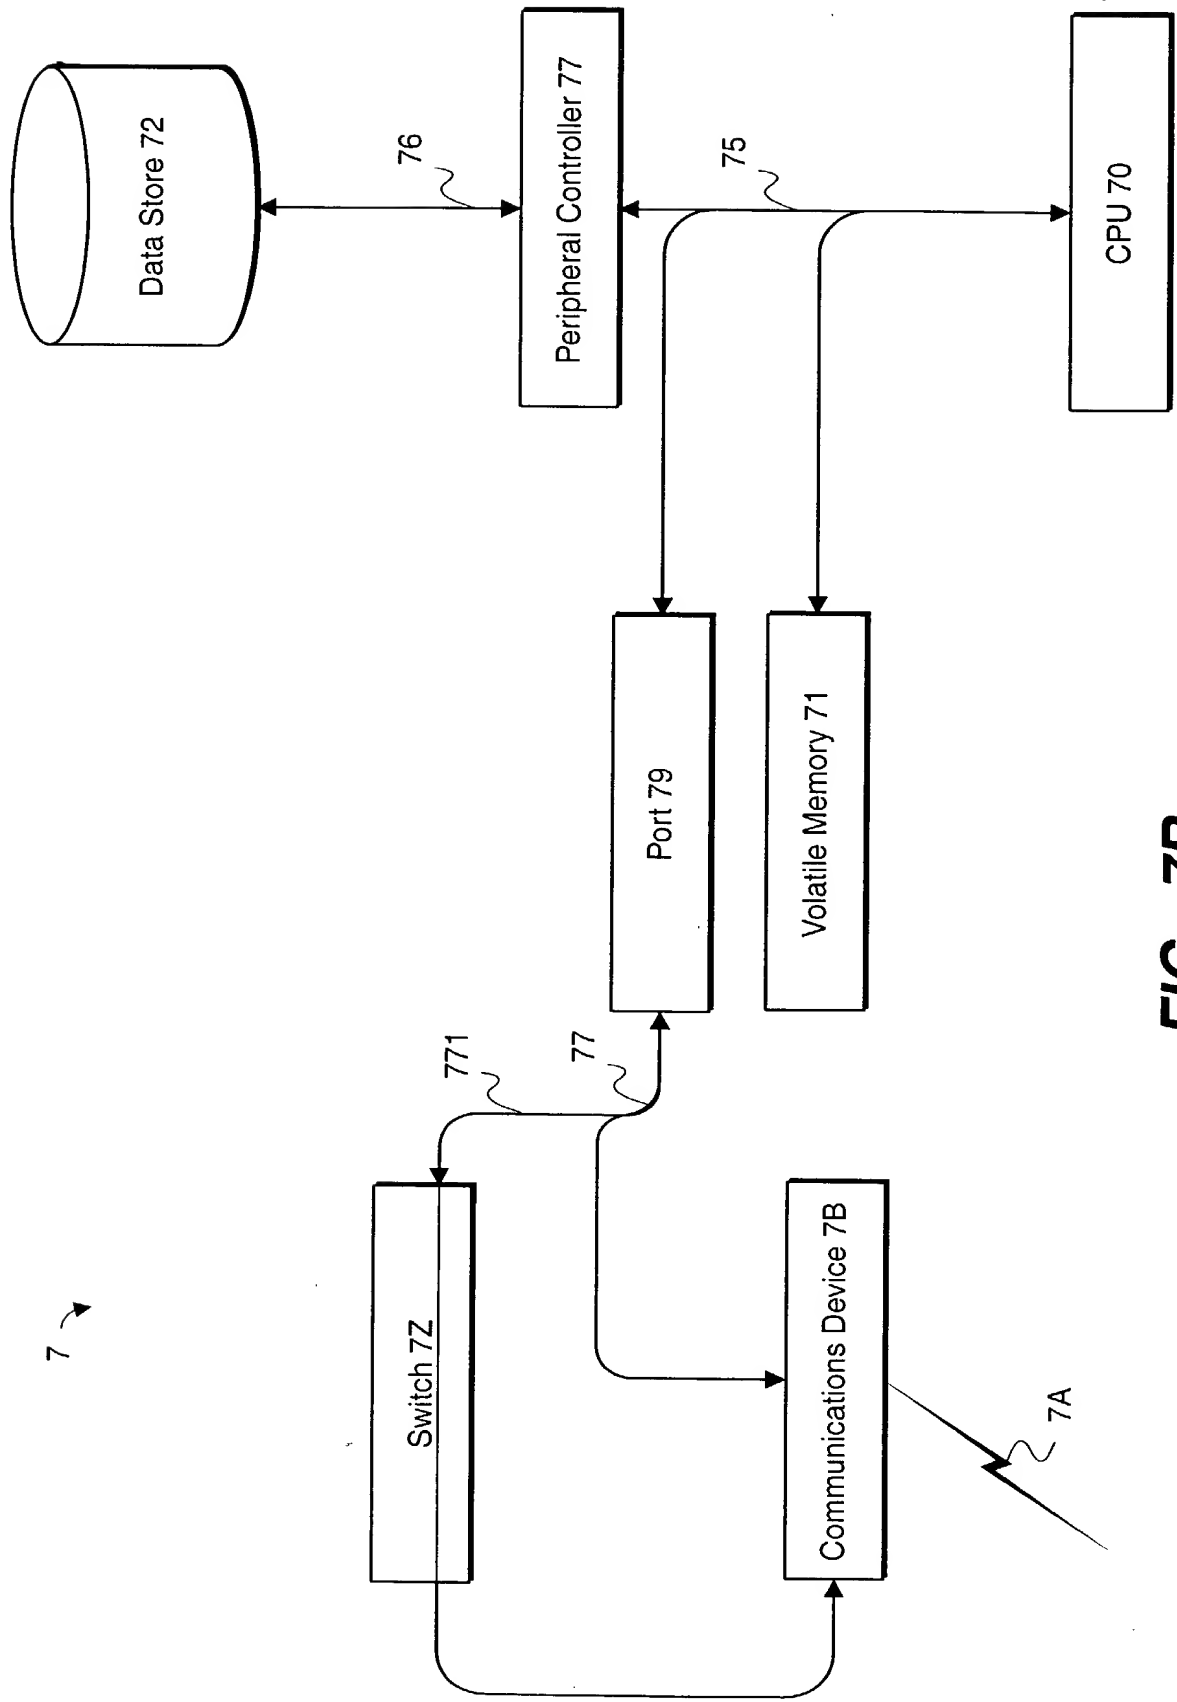 7
Switch 7Z
771
77
Communications Device 7B
7A
Port 79
Volatile Memory 71
Data Store 72
76
Peripheral Controller 77
75
CPU 70